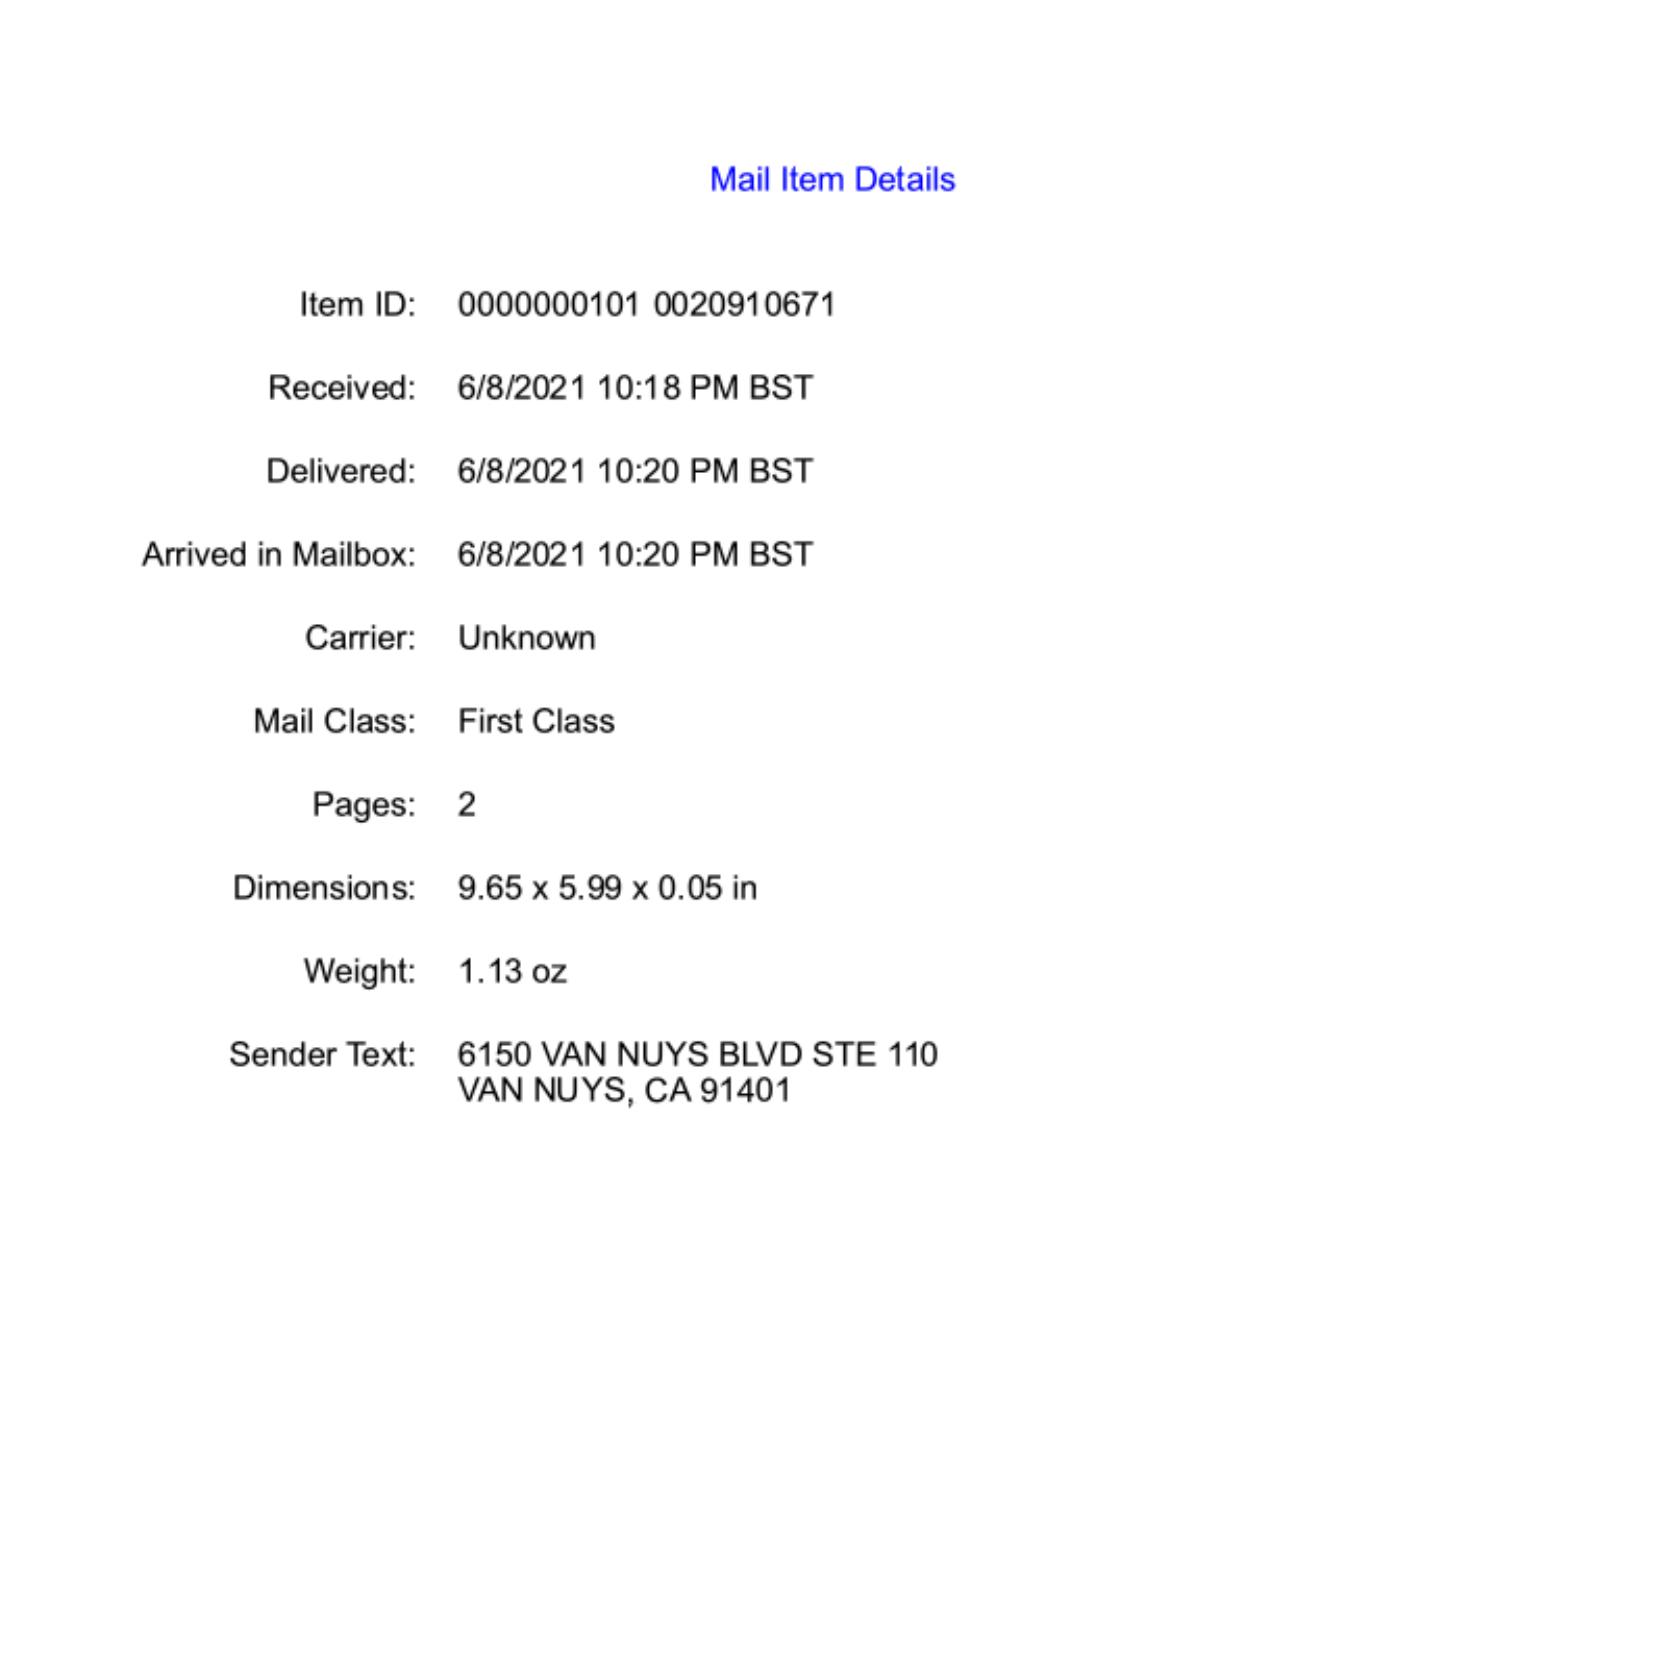 Mail Item Details
Item ID: 0000000101 0020910671
Received: 6/8/2021 10:18 PM BST
Delivered: 6/8/2021 10:20 PM BST
Arrived in Mailbox: 6/8/2021 10:20 PM BST
Carrier: Unknown
Mail Class: First Class
Pages: 2
Dimensions: 9.65 x 5.99 x 0.05 in
Weight: 1.13 oz
Sender Text: 6150 VAN NUYS BLVD STE 110
VAN NUYS, CA 91401